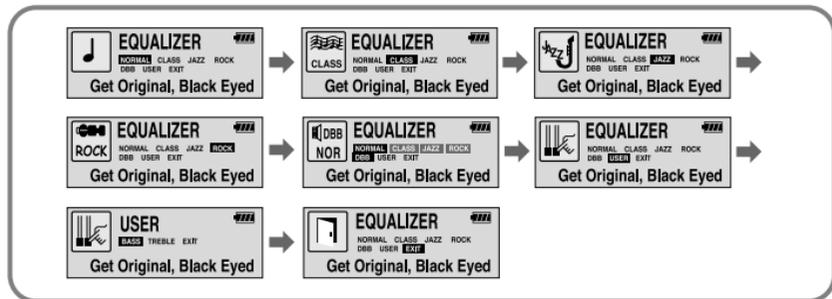 EQUALIZER
NORMAL CLASS JAZZ ROCK
DBB USER EXIT
Get Original, Black Eyed
CLASS
EQUALIZER
NORMAL CLASS JAZZ ROCK
DBB USER EXIT
Get Original, Black Eyed
JAZZ
EQUALIZER
NORMAL CLASS JAZZ ROCK
DBB USER EXIT
Get Original, Black Eyed
ROCK
EQUALIZER
NORMAL CLASS JAZZ ROCK
DBB USER EXIT
Get Original, Black Eyed
DBB
NOR
EQUALIZER
NORMAL CLASS JAZZ ROCK
DBB USER EXIT
Get Original, Black Eyed
EQUALIZER
NORMAL CLASS JAZZ ROCK
DBB USER EXIT
Get Original, Black Eyed
USER
BASS TREBLE EXIT
Get Original, Black Eyed
EQUALIZER
NORMAL CLASS JAZZ ROCK
DBB USER EXIT
Get Original, Black Eyed